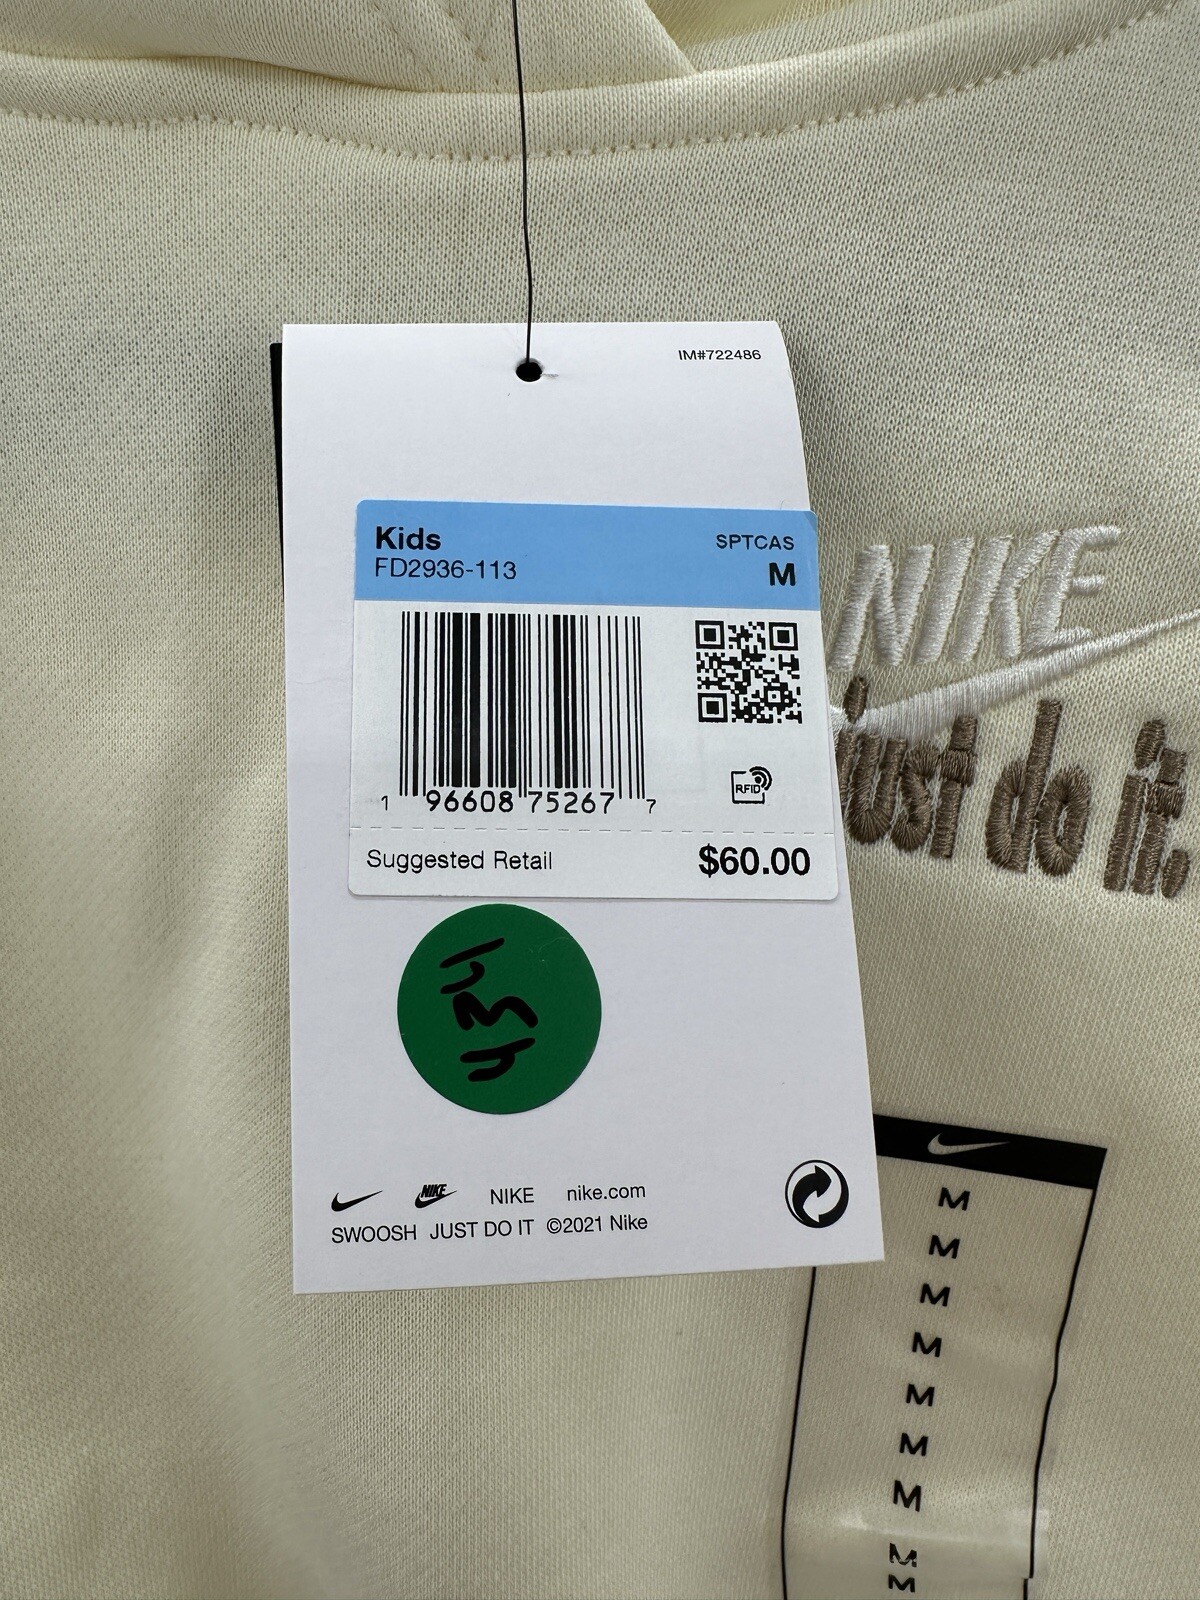 IM#722486
Kids
SPTCAS
FD2936-113
M
1 96608 75267 7
RFID
Suggested Retail
$60.00
NIKE
just do it.
NIKE NIKE nike.com
SWOOSH JUST DO IT ©2021 Nike
M
M
M
M
M
M
M
M
M